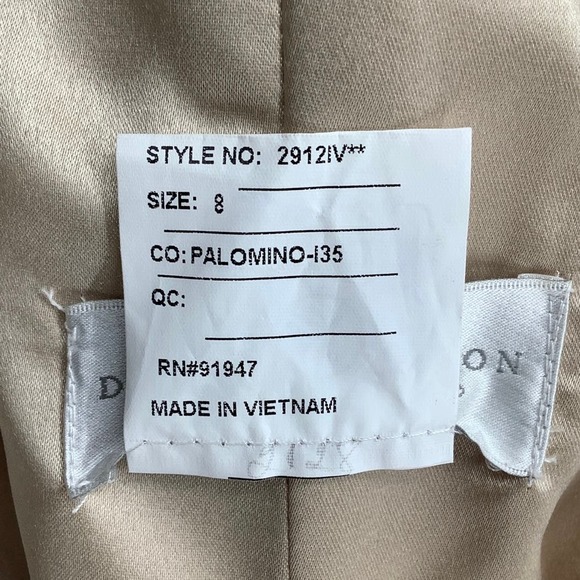 STYLE NO: 2912IV**
SIZE: 8
CO: PALOMINO-I35
QC:
RN#91947
MADE IN VIETNAM